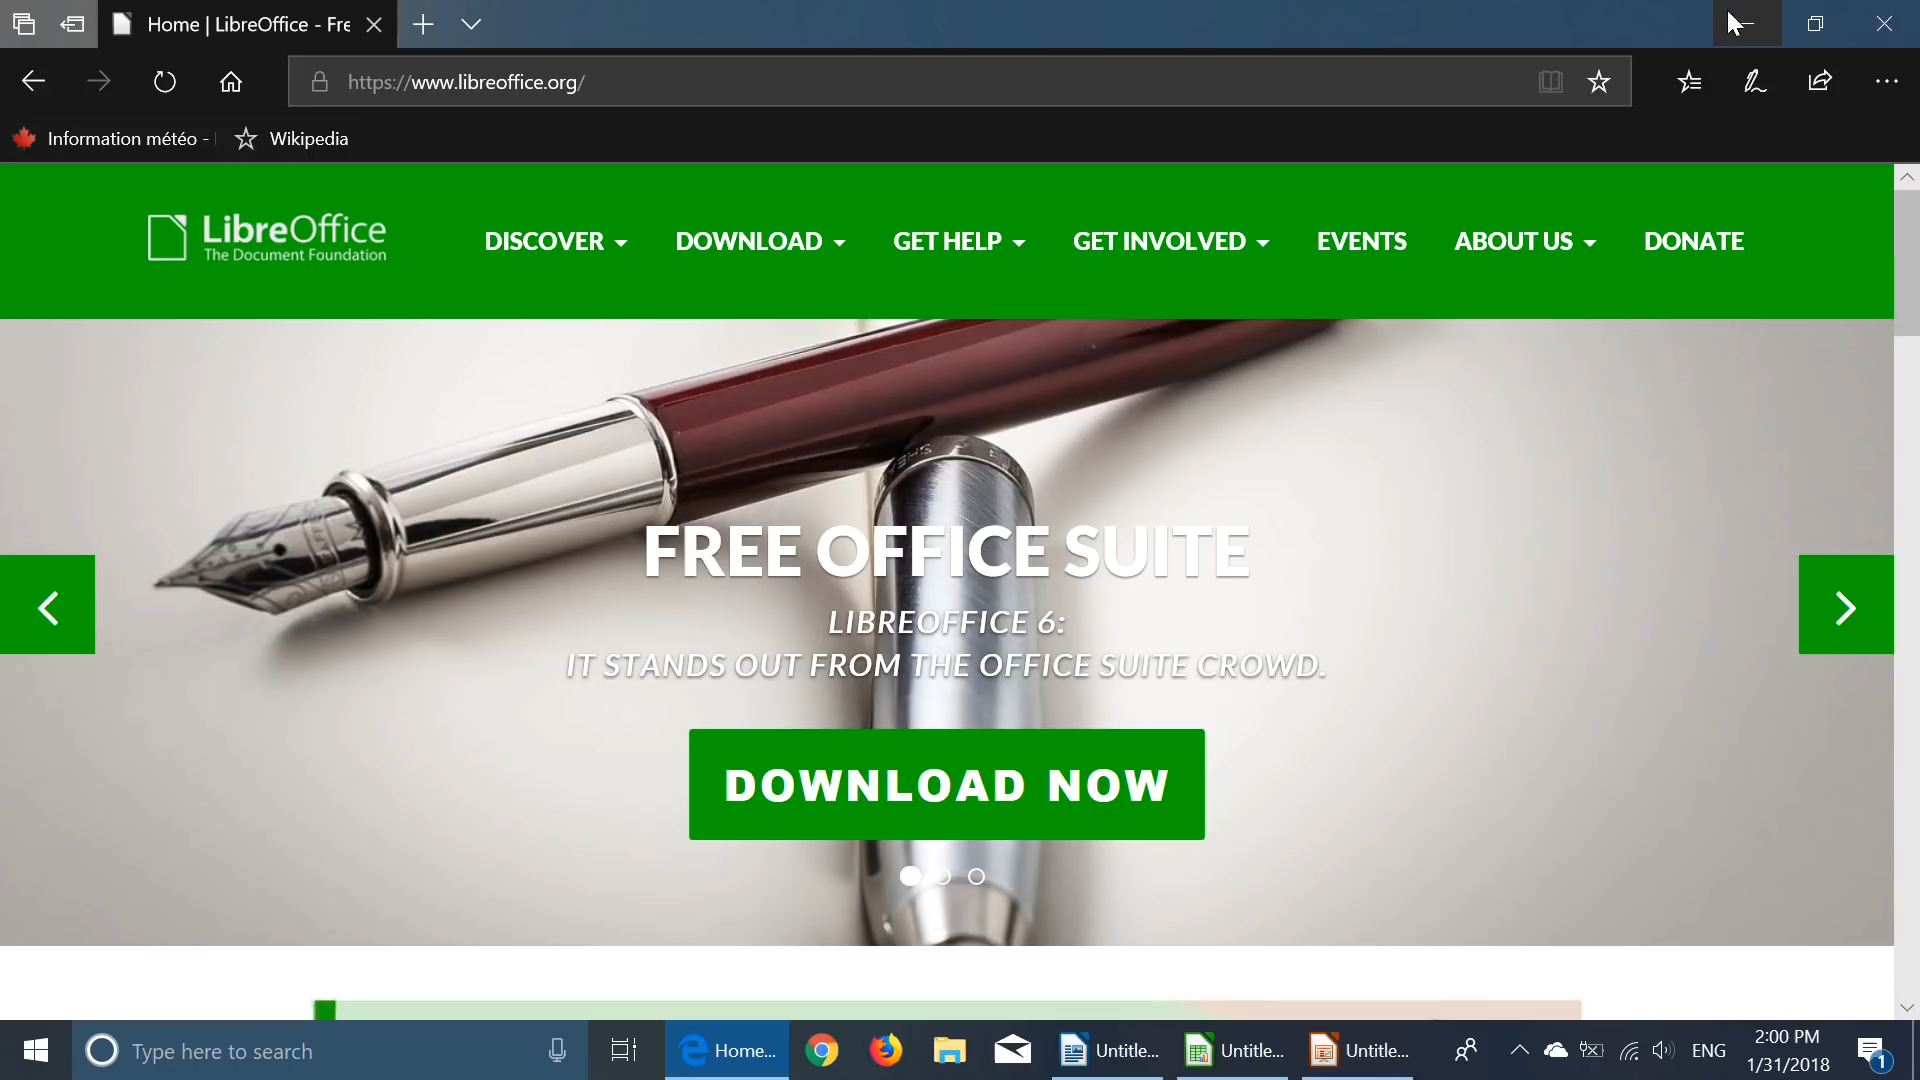 Home | LibreOffice - Fre
https://www.libreoffice.org/
Information météo -
Wikipedia
LibreOffice
The Document Foundation
DISCOVER
DOWNLOAD
GET HELP
GET INVOLVED
EVENTS
ABOUT US
DONATE
FREE OFFICE SUITE
LIBREOFFICE 6:
IT STANDS OUT FROM THE OFFICE SUITE CROWD.
DOWNLOAD NOW
Type here to search
Home...
Untitle...
Untitle...
Untitle...
ENG
2:00 PM
1/31/2018
1